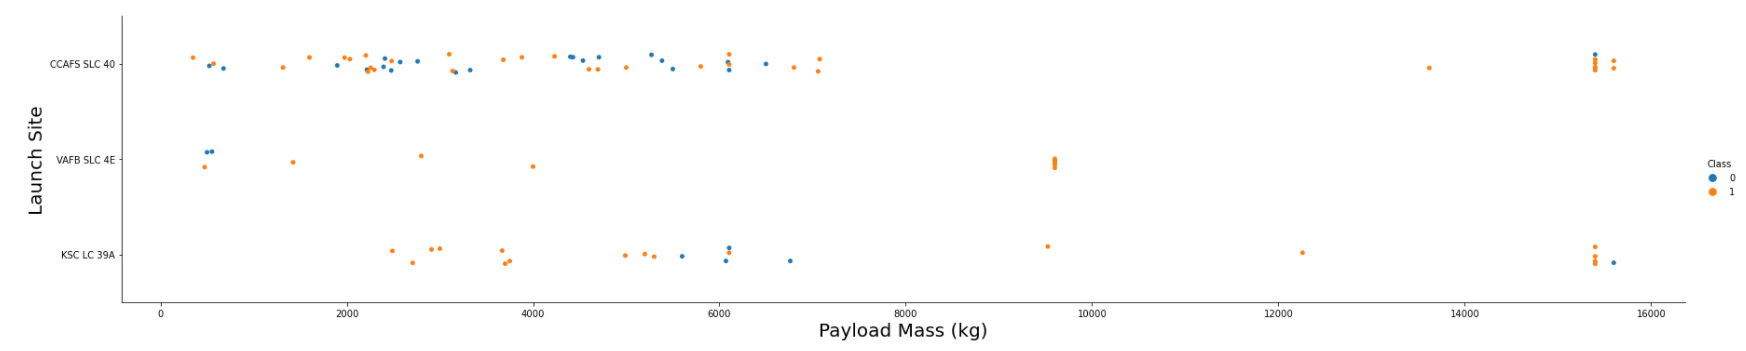 Launch Site
CCAFS SLC 40
VAFB SLC 4E
KSC LC 39A
0 2000 4000 6000 8000 10000 12000 14000 16000
Payload Mass (kg)
Class
0
1